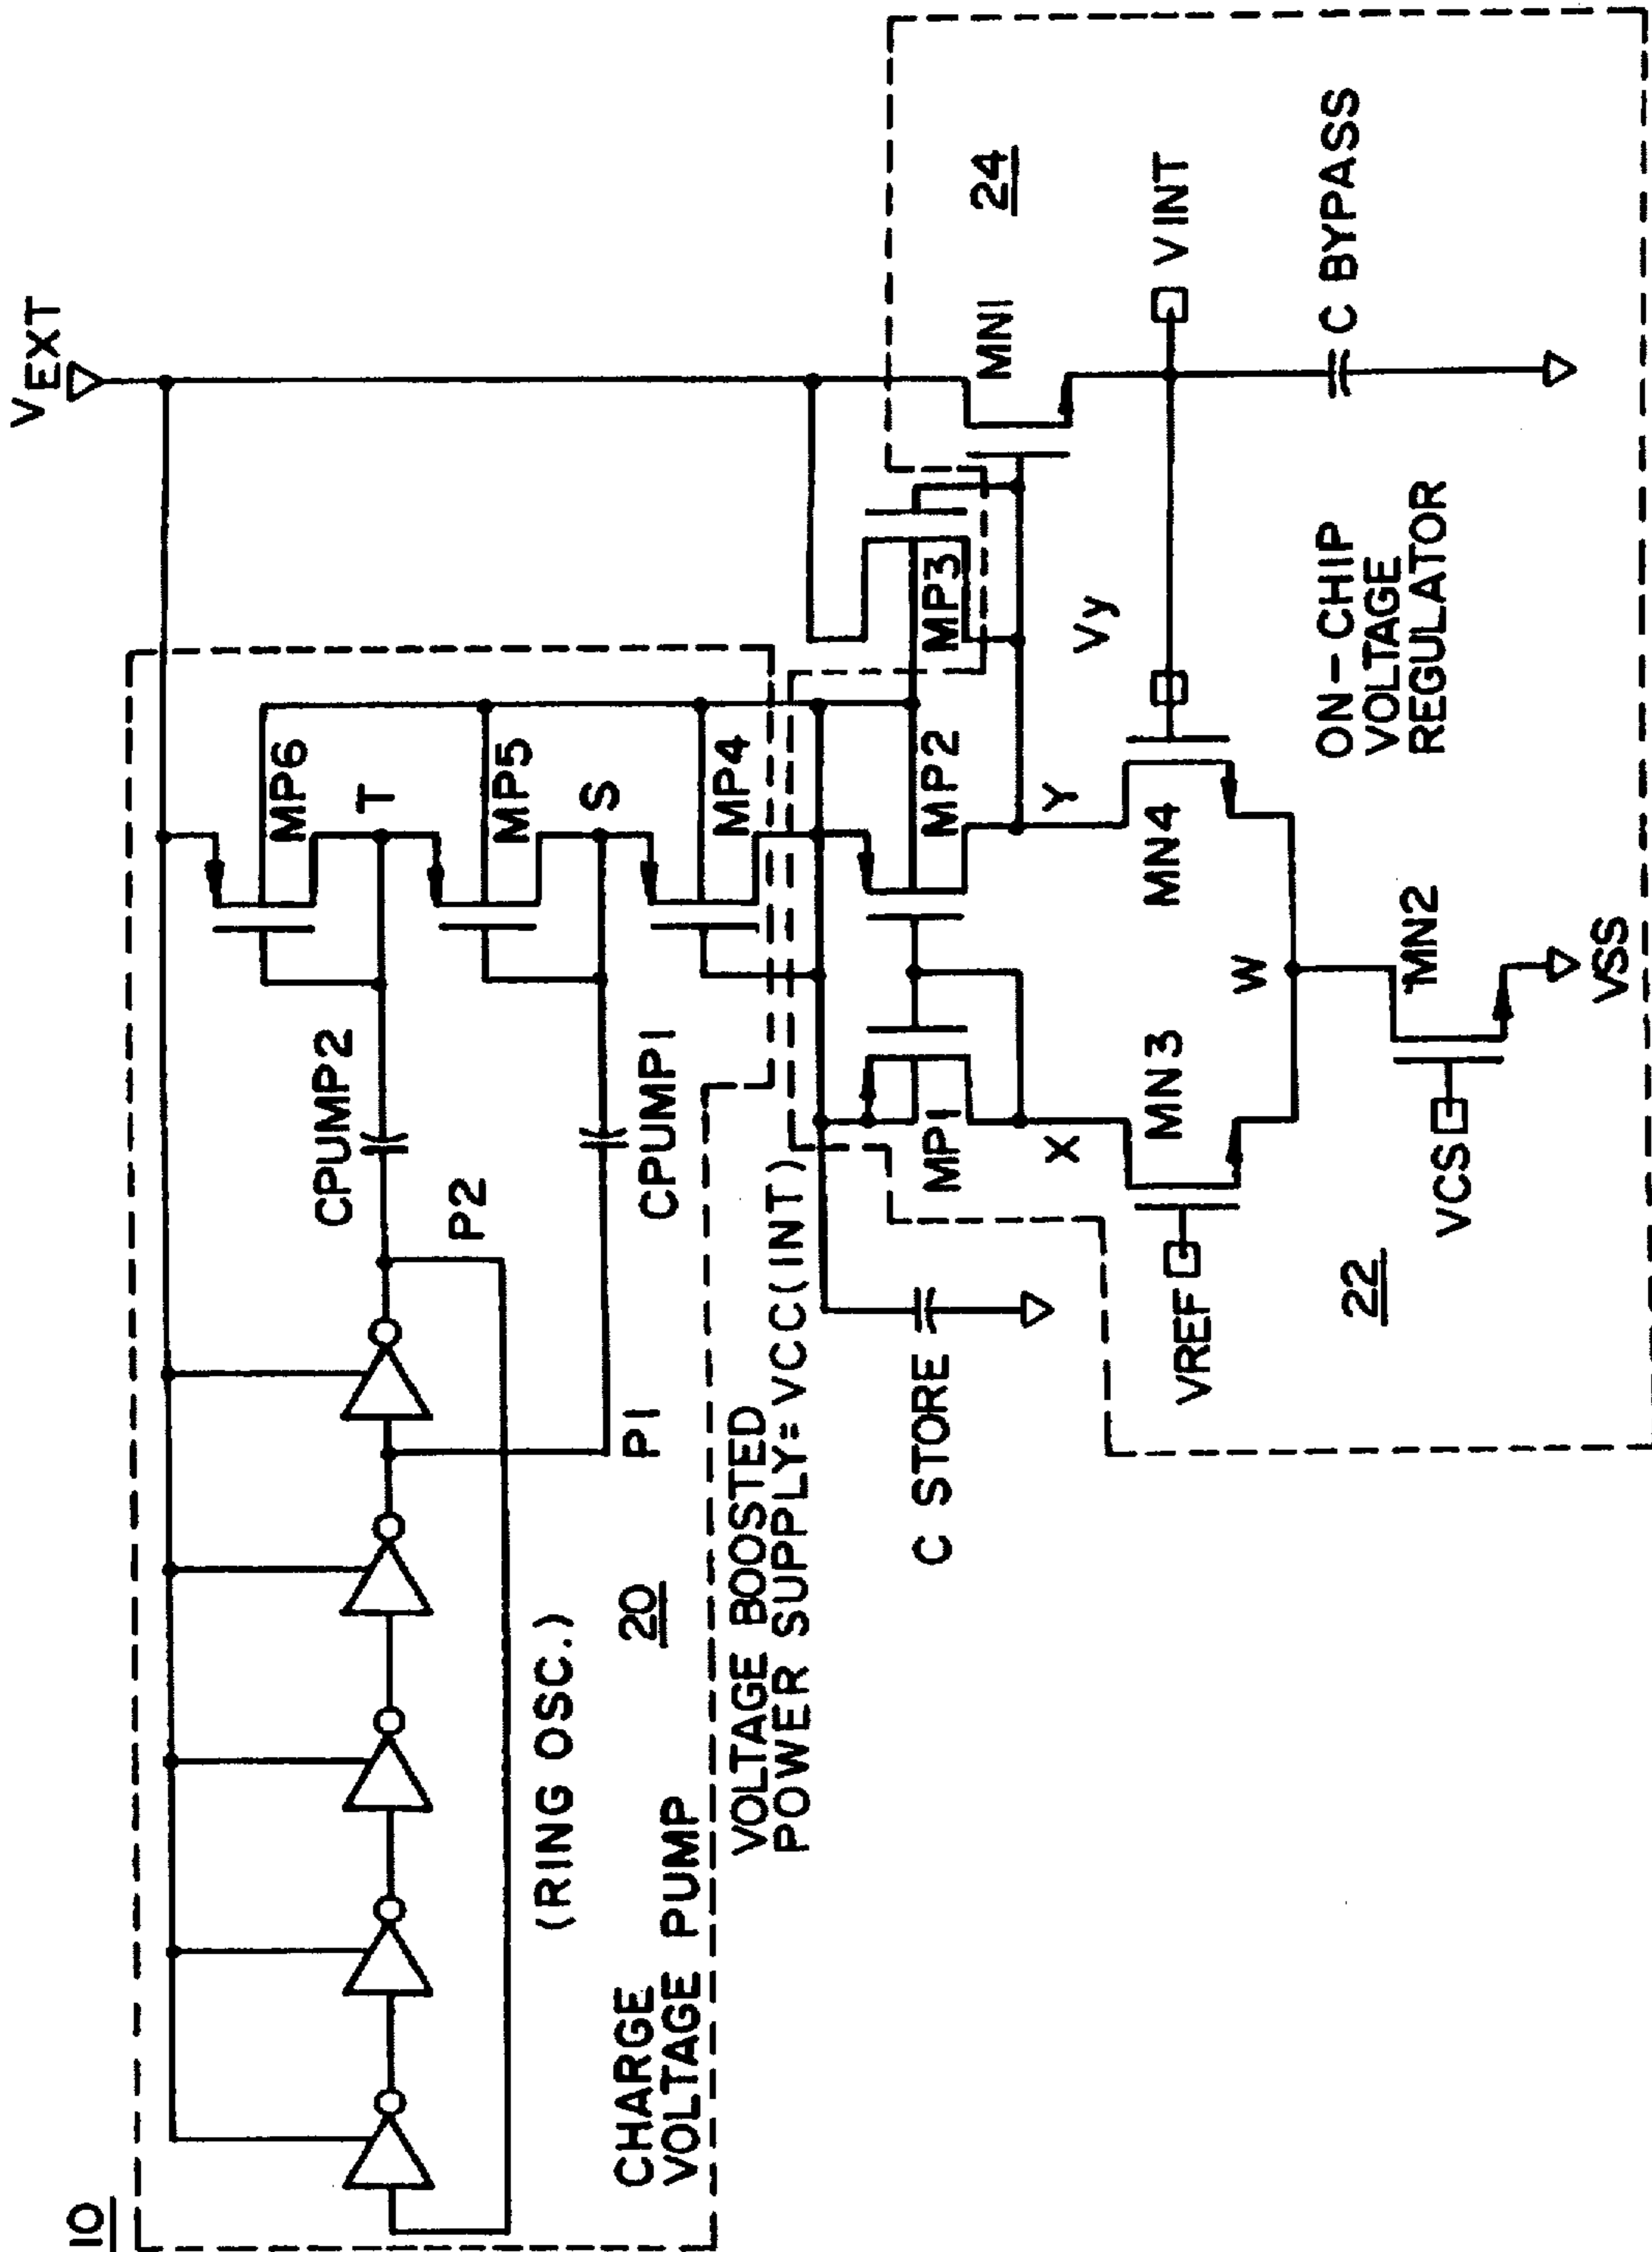 10
VEXT
CPUMP2
MP6
T
P2
MP5
(RING OSC.)
S
20
P1
CPUMP1
MP4
CHARGE
VOLTAGE PUMP
VOLTAGE BOOSTED
POWER SUPPLY=VCC(INT)
C STORE
MP1
MP2
MP3
MN1
24
X
Y
Vy
VREF
MN3
MN4
V INT
W
22
ON-CHIP
VOLTAGE
REGULATOR
C BYPASS
VCS
MN2
VSS